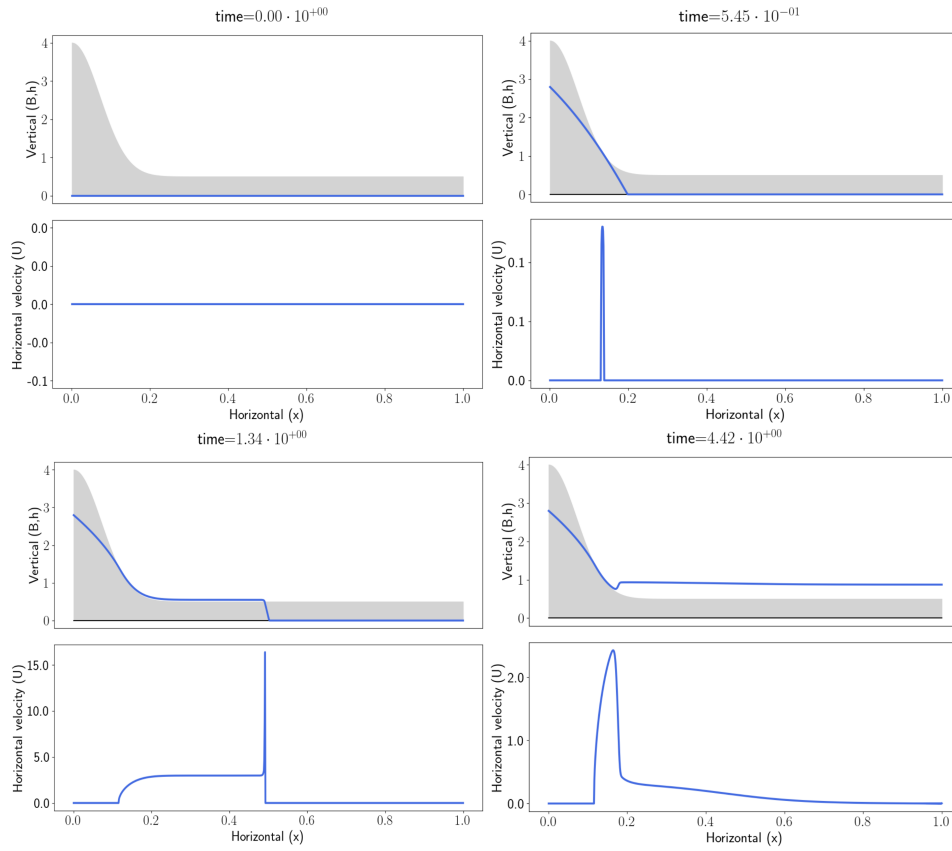 time=0.00 · 10^{+00}
4
3
2
1
0
Vertical (B,h)
0.0
0.0
0.0
-0.0
-0.1
Horizontal velocity (U)
0.0 0.2 0.4 0.6 0.8 1.0
Horizontal (x)
time=5.45 · 10^{−01}
4
3
2
1
0
Vertical (B,h)
0.1
0.1
0.0
Horizontal velocity (U)
0.0 0.2 0.4 0.6 0.8 1.0
Horizontal (x)
time=1.34 · 10^{+00}
4
3
2
1
0
Vertical (B,h)
15.0
10.0
5.0
0.0
Horizontal velocity (U)
0.0 0.2 0.4 0.6 0.8 1.0
Horizontal (x)
time=4.42 · 10^{+00}
4
3
2
1
0
Vertical (B,h)
2.0
1.0
0.0
Horizontal velocity (U)
0.0 0.2 0.4 0.6 0.8 1.0
Horizontal (x)